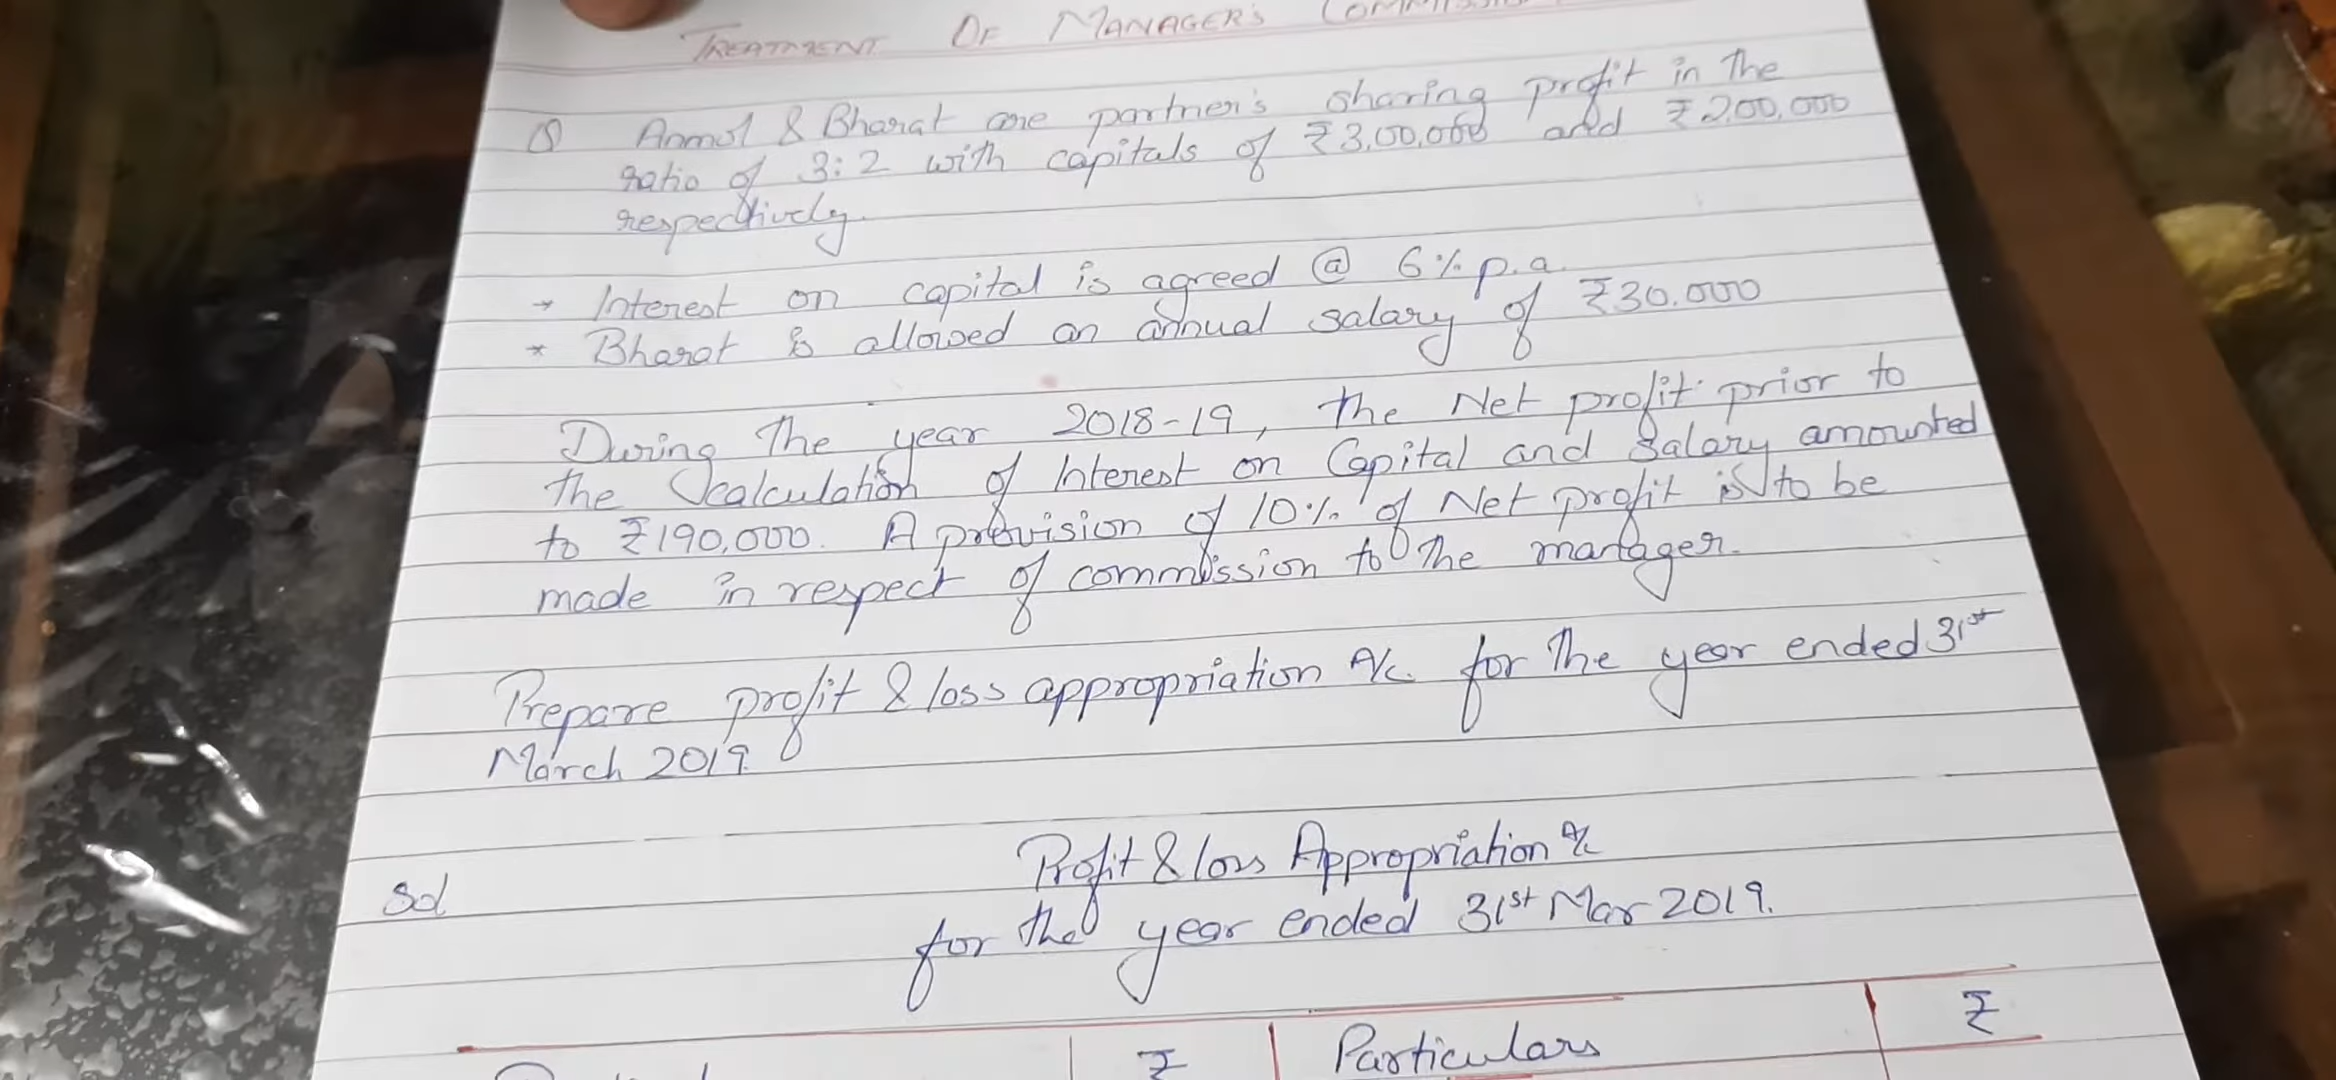 TREATMENT OF MANAGER'S
Q Anmol & Bharat are partner's sharing profit in the
ratio of 3:2 with capitals of ₹3,00,000 and ₹2,00,000
respectively.
→ Interest on capital is agreed @ 6% p.a.
* Bharat is allowed an annual salary of ₹30,000
During the year 2018-19, the Net profit prior to
the calculation of Interest on Capital and Salary amounted
to ₹190,000. A provision of 10% of Net profit is to be
made in respect of commission to the manager.
Prepare profit & loss appropriation A/c. for the year ended 31st
March 2019.
Sol Profit & loss Appropriation A/c
for the year ended 31st Mar 2019.
₹ Particulars ₹